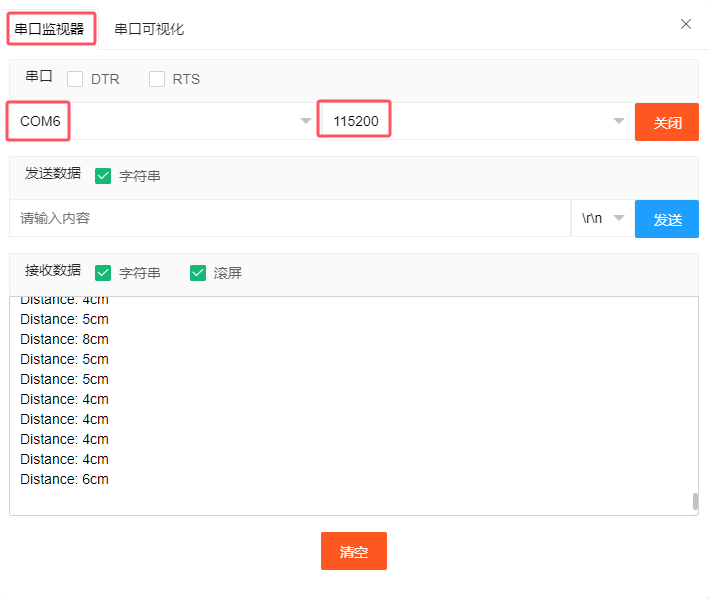 串口监视器 串口可视化
串口 DTR RTS
COM6 115200 关闭
发送数据 字符串
请输入内容 \r\n 发送
接收数据 字符串 滚屏
Distance: 4cm
Distance: 5cm
Distance: 8cm
Distance: 5cm
Distance: 5cm
Distance: 4cm
Distance: 4cm
Distance: 4cm
Distance: 4cm
Distance: 6cm
清空